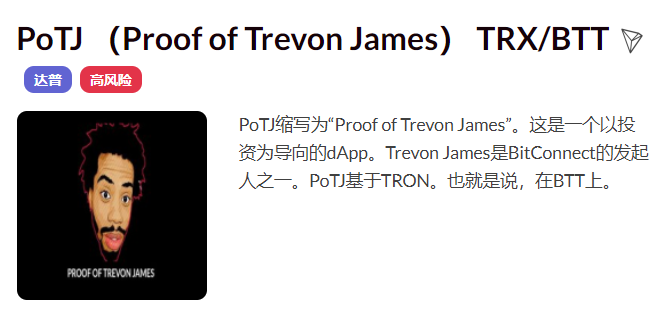 PoTJ （Proof of Trevon James） TRX/BTT
达普 高风险
PoTJ缩写为“Proof of Trevon James”。这是一个以投
资为导向的dApp。Trevon James是BitConnect的发起
人之一。PoTJ基于TRON。也就是说，在BTT上。
PROOF OF TREVON JAMES